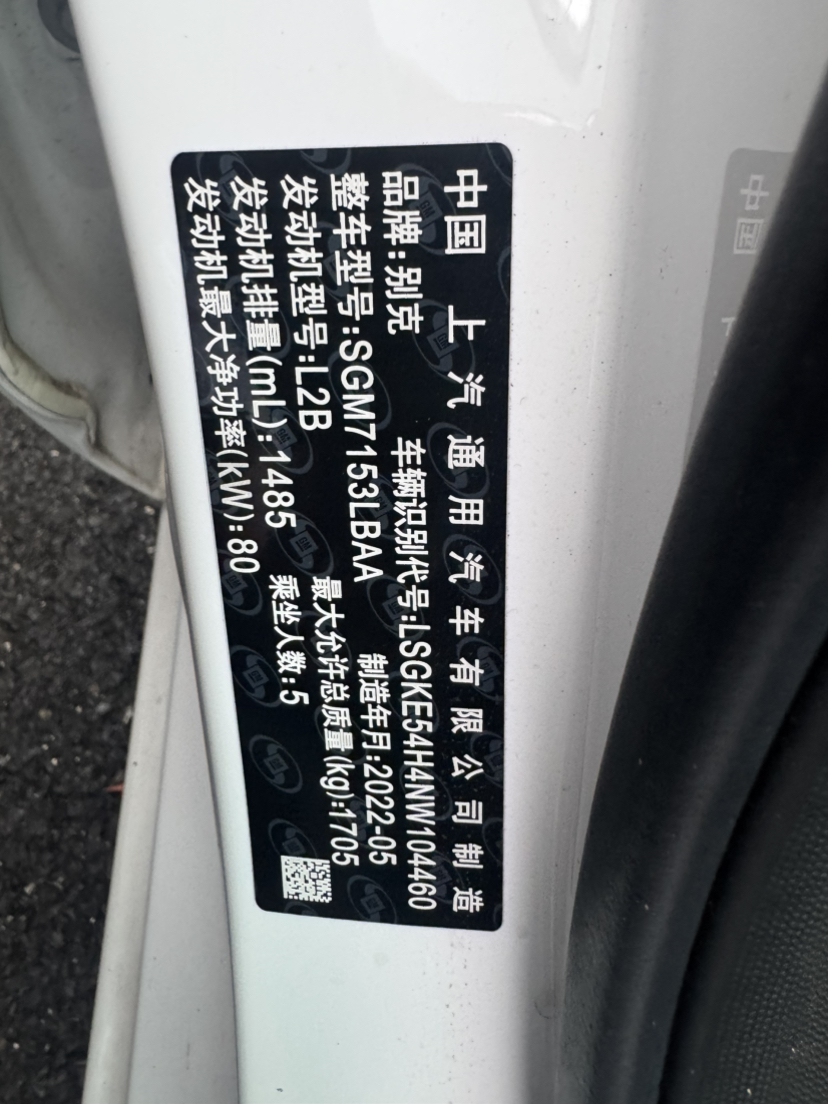 中国 上汽通用汽车有限公司制造
品牌:别克 车辆识别代号:LSGKE54H4NW104460
整车型号:SGM7153LBAA 制造年月:2022-05
发动机型号:L2B 最大允许总质量(kg):1705
发动机排量(mL):1485 乘坐人数:5
发动机最大净功率(kW):80
中国